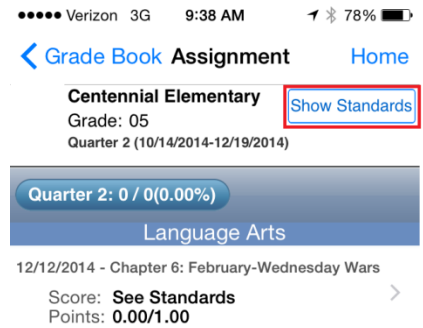 Verizon 3G 9:38 AM 78%
Grade Book Assignment Home
Centennial Elementary
Show Standards
Grade: 05
Quarter 2 (10/14/2014-12/19/2014)
Quarter 2: 0 / 0(0.00%)
Language Arts
12/12/2014 - Chapter 6: February-Wednesday Wars
Score: See Standards
Points: 0.00/1.00